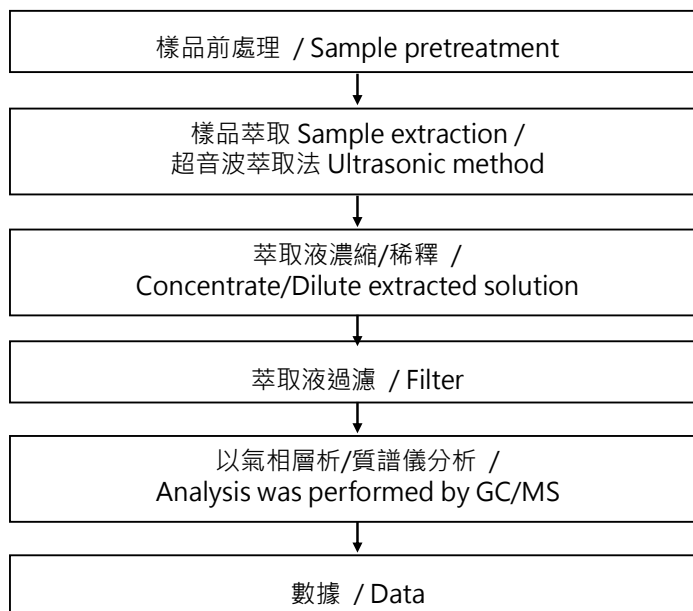 樣品前處理 / Sample pretreatment
樣品萃取 Sample extraction /
超音波萃取法 Ultrasonic method
萃取液濃縮/稀釋 /
Concentrate/Dilute extracted solution
萃取液過濾 / Filter
以氣相層析/質譜儀分析 /
Analysis was performed by GC/MS
數據 / Data